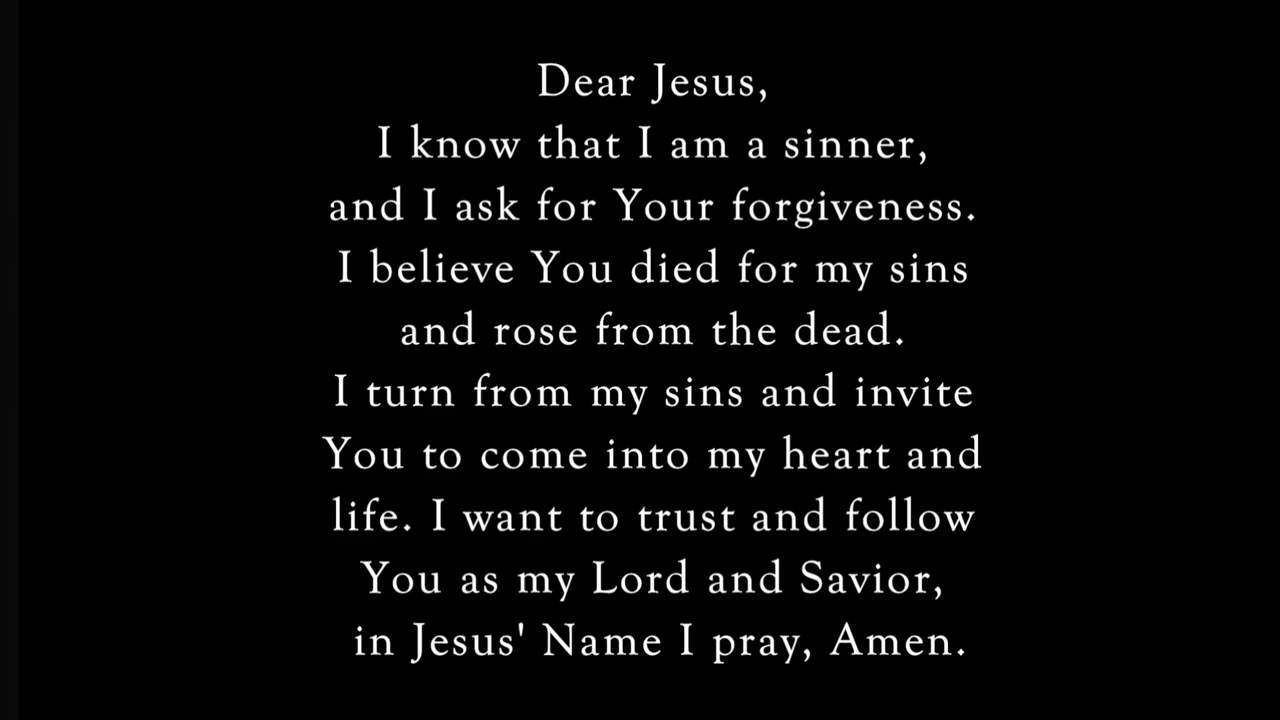 Dear Jesus,
I know that I am a sinner,
and I ask for Your forgiveness.
I believe You died for my sins
and rose from the dead.
I turn from my sins and invite
You to come into my heart and
life. I want to trust and follow
You as my Lord and Savior,
in Jesus' Name I pray, Amen.